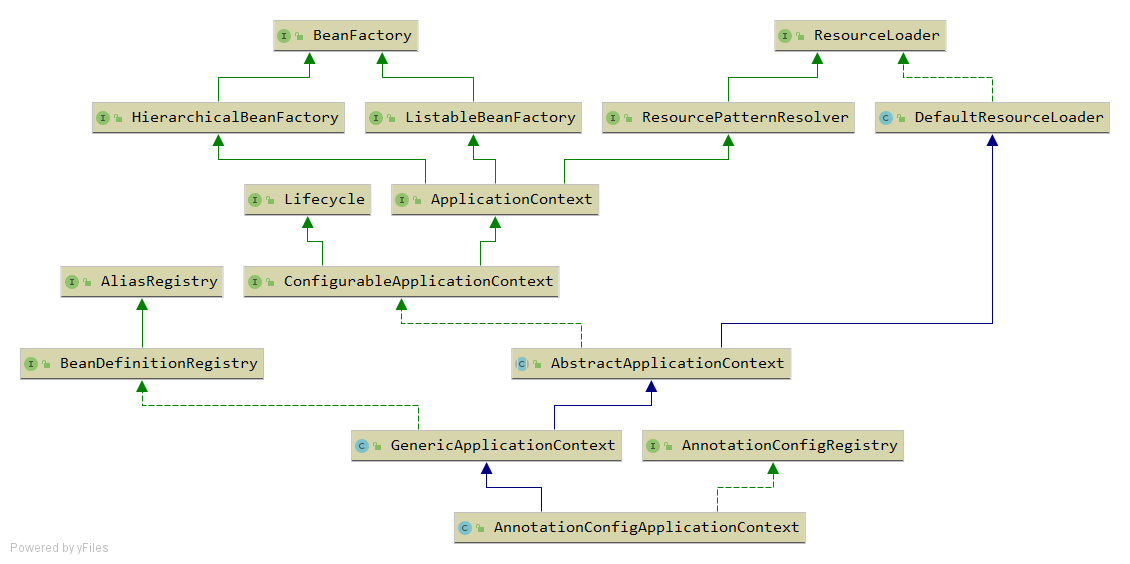 BeanFactory
ResourceLoader
HierarchicalBeanFactory
ListableBeanFactory
ResourcePatternResolver
DefaultResourceLoader
Lifecycle
ApplicationContext
AliasRegistry
ConfigurableApplicationContext
BeanDefinitionRegistry
AbstractApplicationContext
GenericApplicationContext
AnnotationConfigRegistry
AnnotationConfigApplicationContext
Powered by yFiles